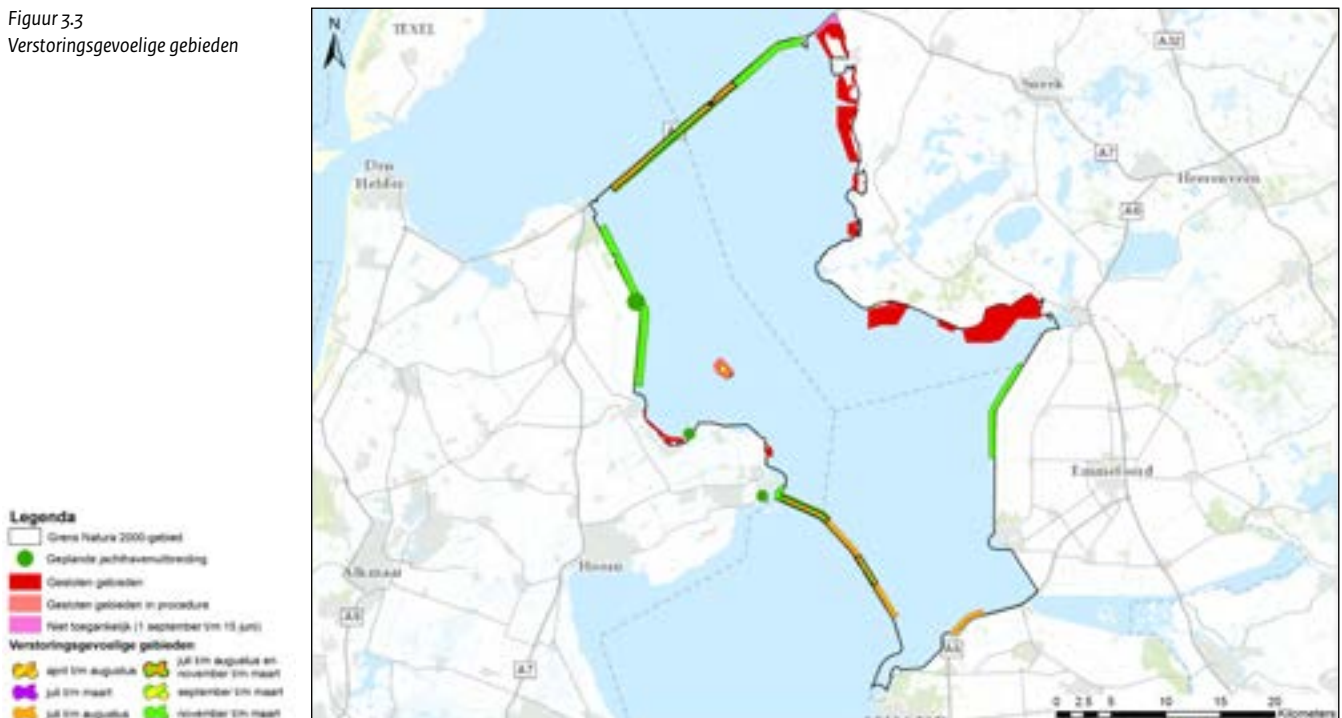 Figuur 3.3
Verstoringsgevoelige gebieden
N
TEXEL
A32
Sneek
Den
Helder
A7
Heerenveen
A6
Emmeloord
Hoorn
Alkmaar
A9
A7
A6
0 2.5 5 10 15 20
Kilometers
Legenda
Grens Natura 2000-gebied
Geplande jachthavenuitbreiding
Gesloten gebieden
Gesloten gebieden in procedure
Niet toegankelijk (1 september t/m 15 juni)
Verstoringsgevoelige gebieden
april t/m augustus
juli t/m maart
juli t/m augustus
juli t/m augustus en
november t/m maart
september t/m maart
november t/m maart